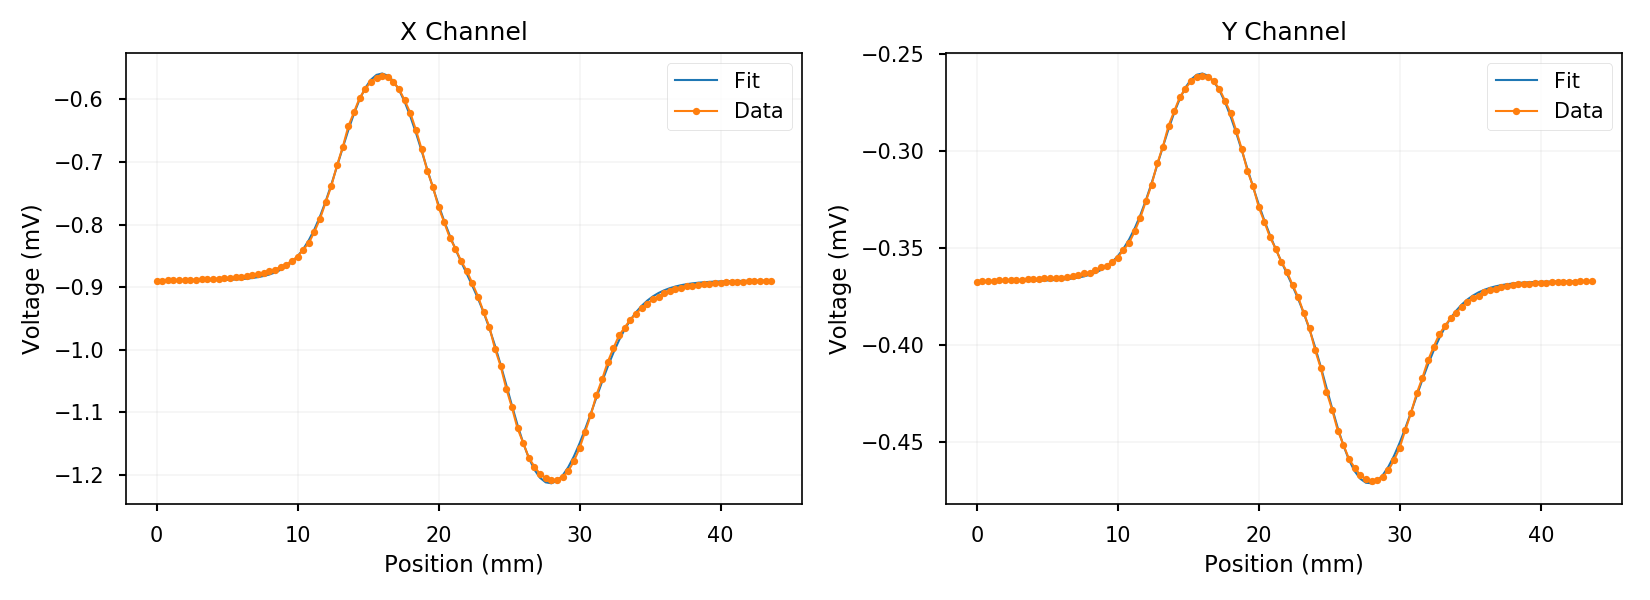 X Channel
Fit
Data
−0.6
−0.7
−0.8
−0.9
−1.0
−1.1
−1.2
Voltage (mV)
0 10 20 30 40
Position (mm)
Y Channel
Fit
Data
−0.25
−0.30
−0.35
−0.40
−0.45
Voltage (mV)
0 10 20 30 40
Position (mm)